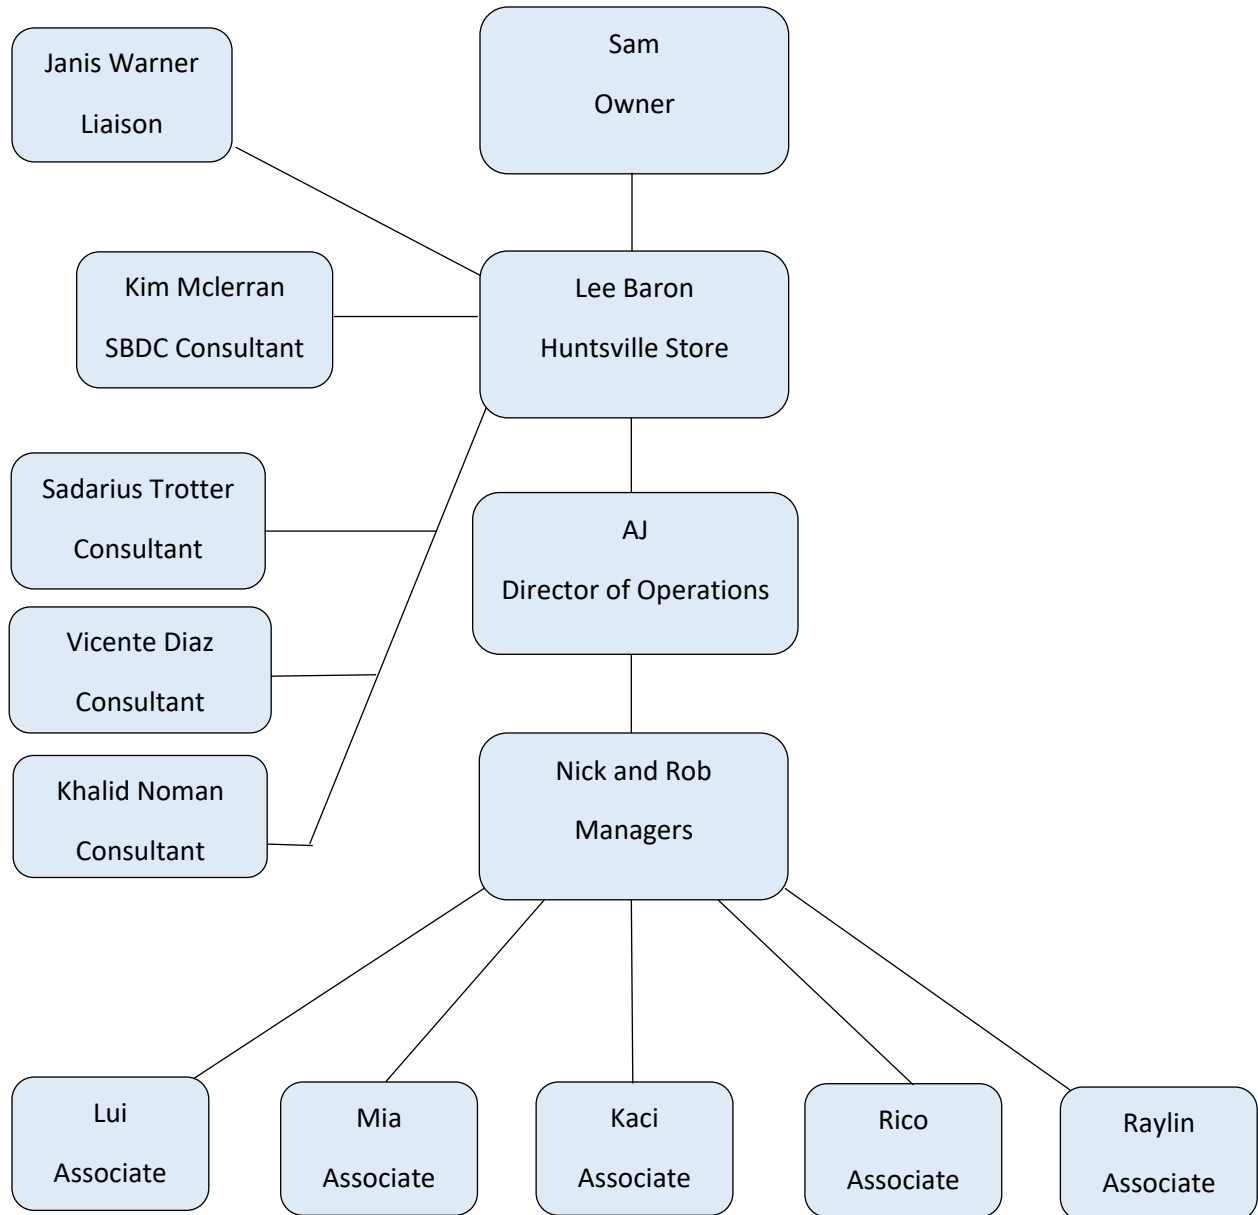 Janis Warner
Liaison
Sam
Owner
Kim Mclerran
SBDC Consultant
Lee Baron
Huntsville Store
Sadarius Trotter
Consultant
AJ
Director of Operations
Vicente Diaz
Consultant
Khalid Noman
Consultant
Nick and Rob
Managers
Lui
Associate
Mia
Associate
Kaci
Associate
Rico
Associate
Raylin
Associate